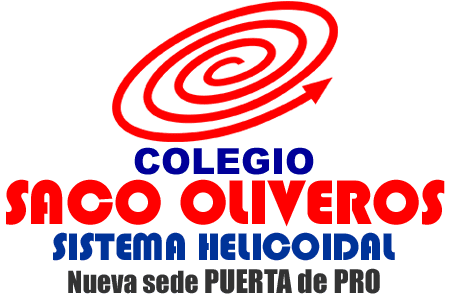 COLEGIO
SACO OLIVEROS
SISTEMA HELICOIDAL
Nueva sede PUERTA de PRO